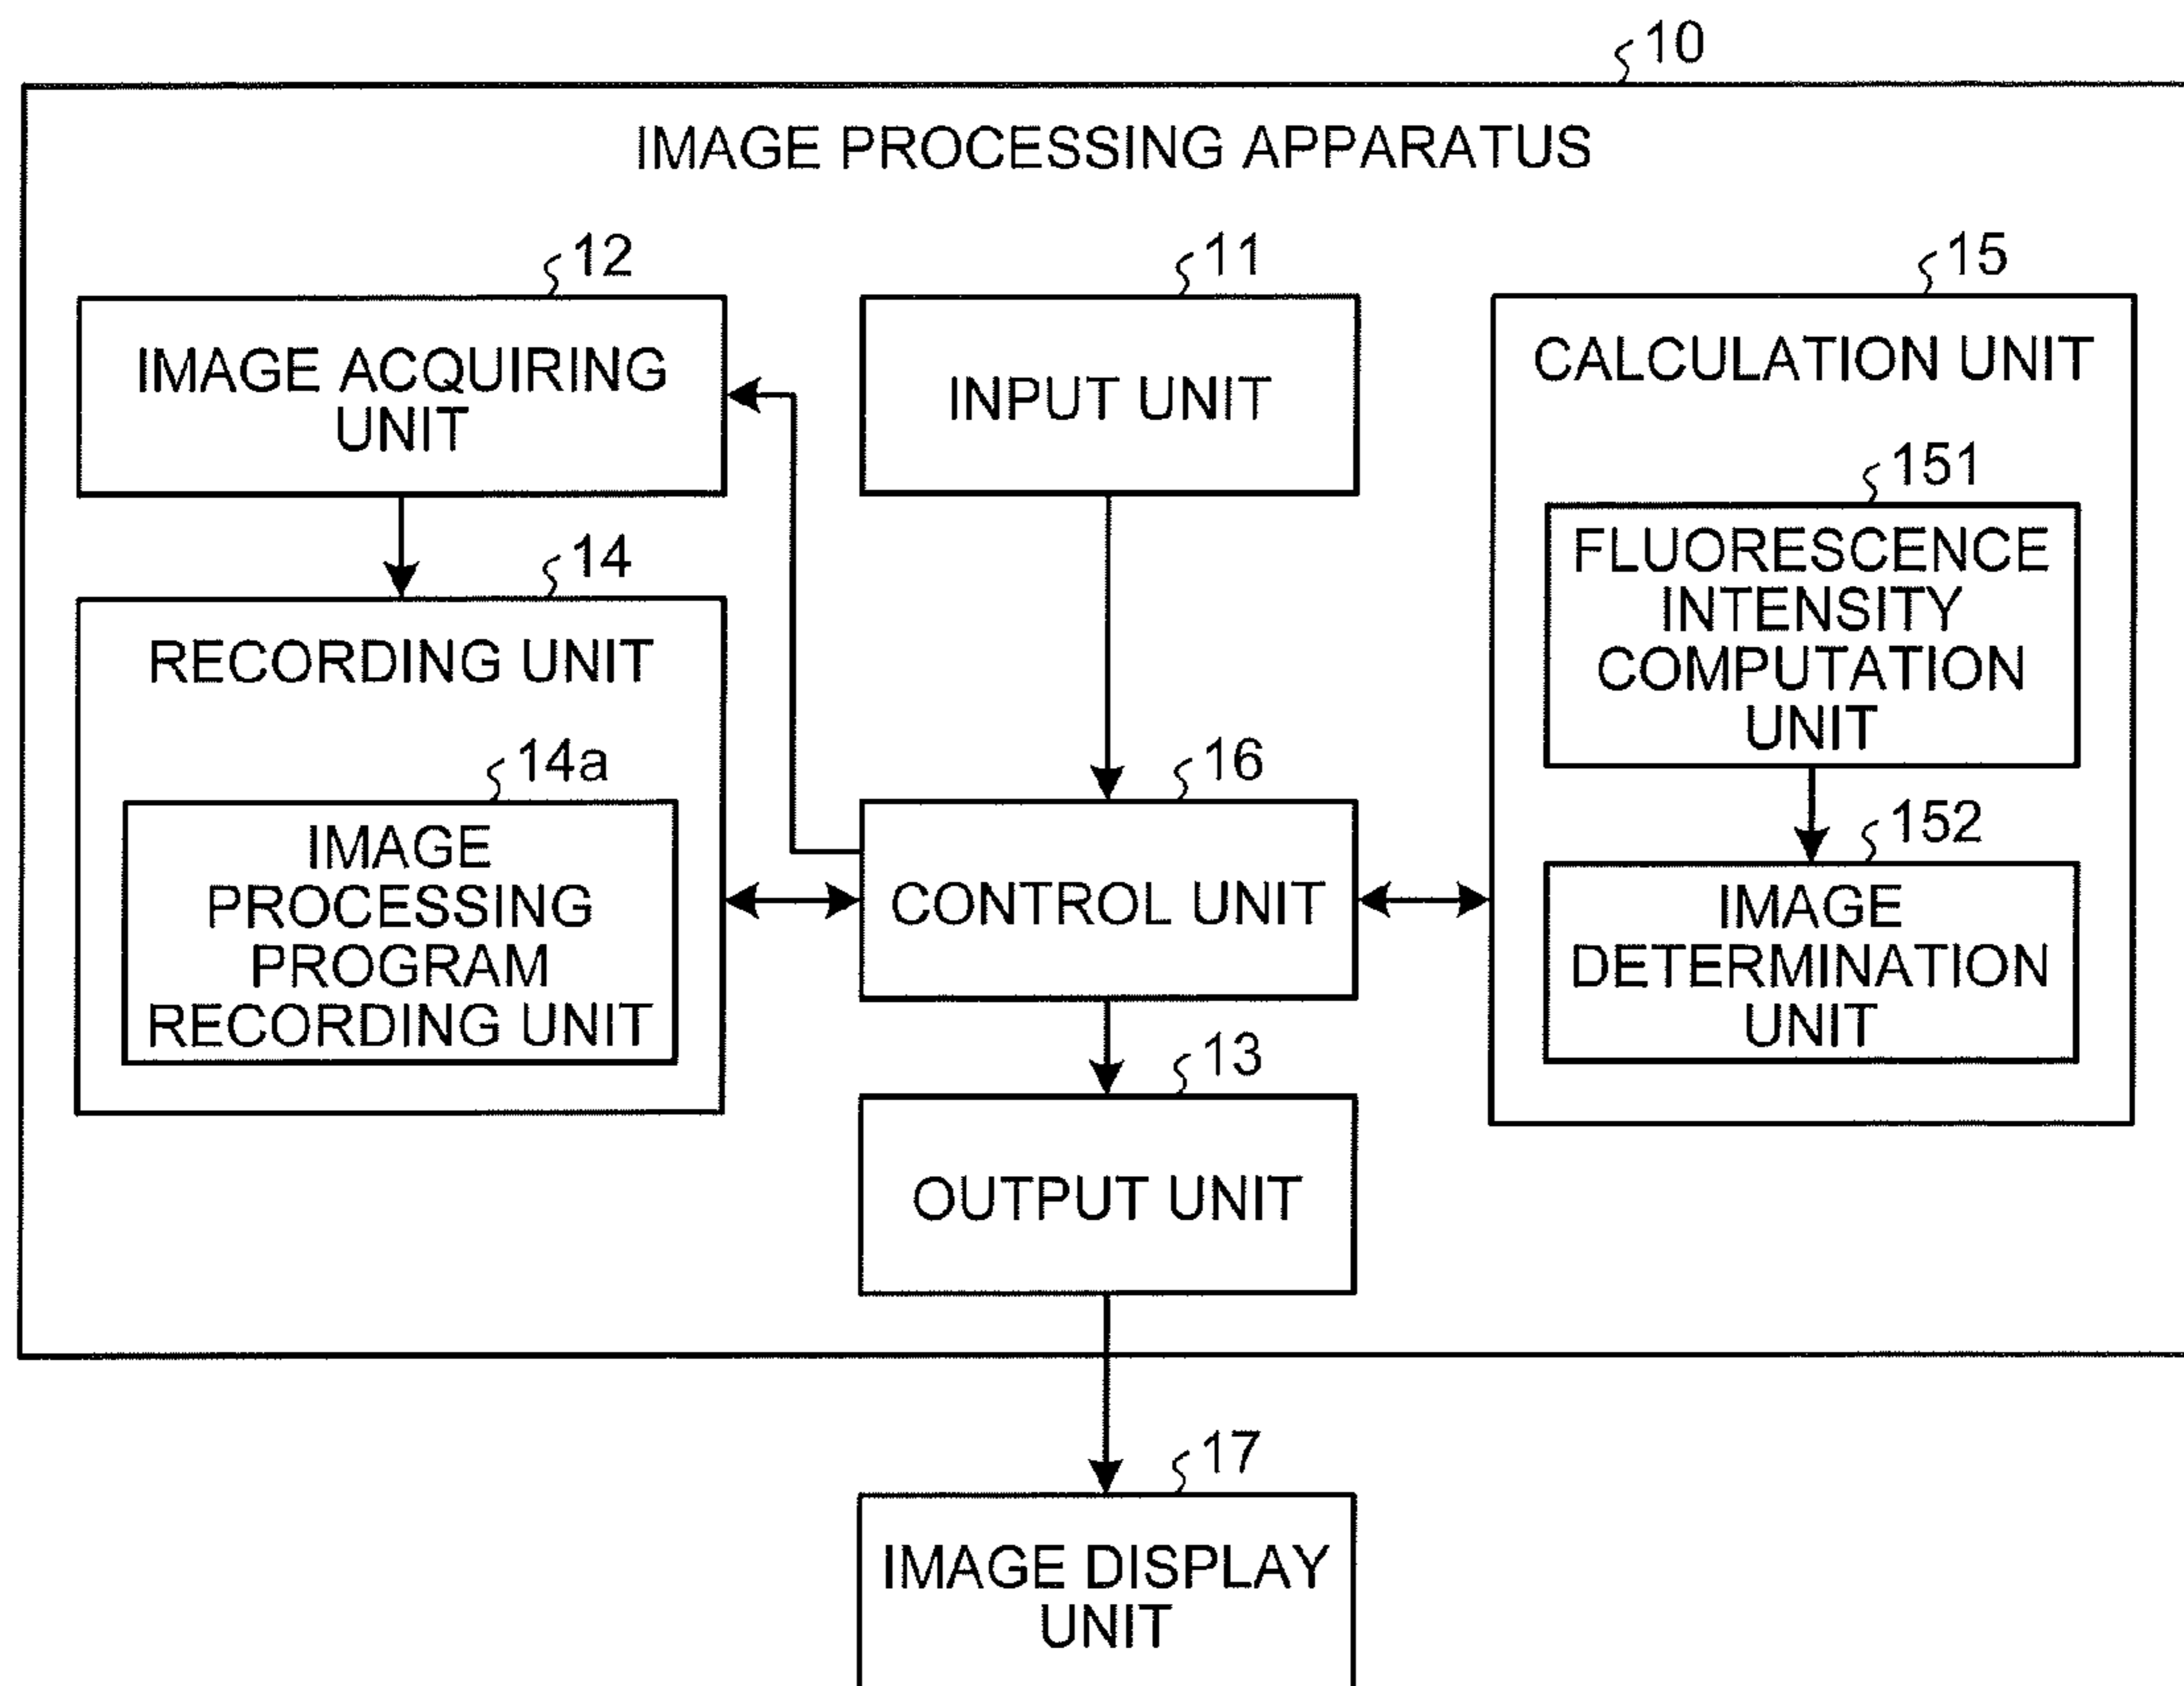 10
IMAGE PROCESSING APPARATUS
12
IMAGE ACQUIRING
UNIT
11
INPUT UNIT
15
CALCULATION UNIT
151
FLUORESCENCE
INTENSITY
COMPUTATION
UNIT
14
RECORDING UNIT
14a
IMAGE
PROCESSING
PROGRAM
RECORDING UNIT
16
CONTROL UNIT
152
IMAGE
DETERMINATION
UNIT
13
OUTPUT UNIT
17
IMAGE DISPLAY
UNIT